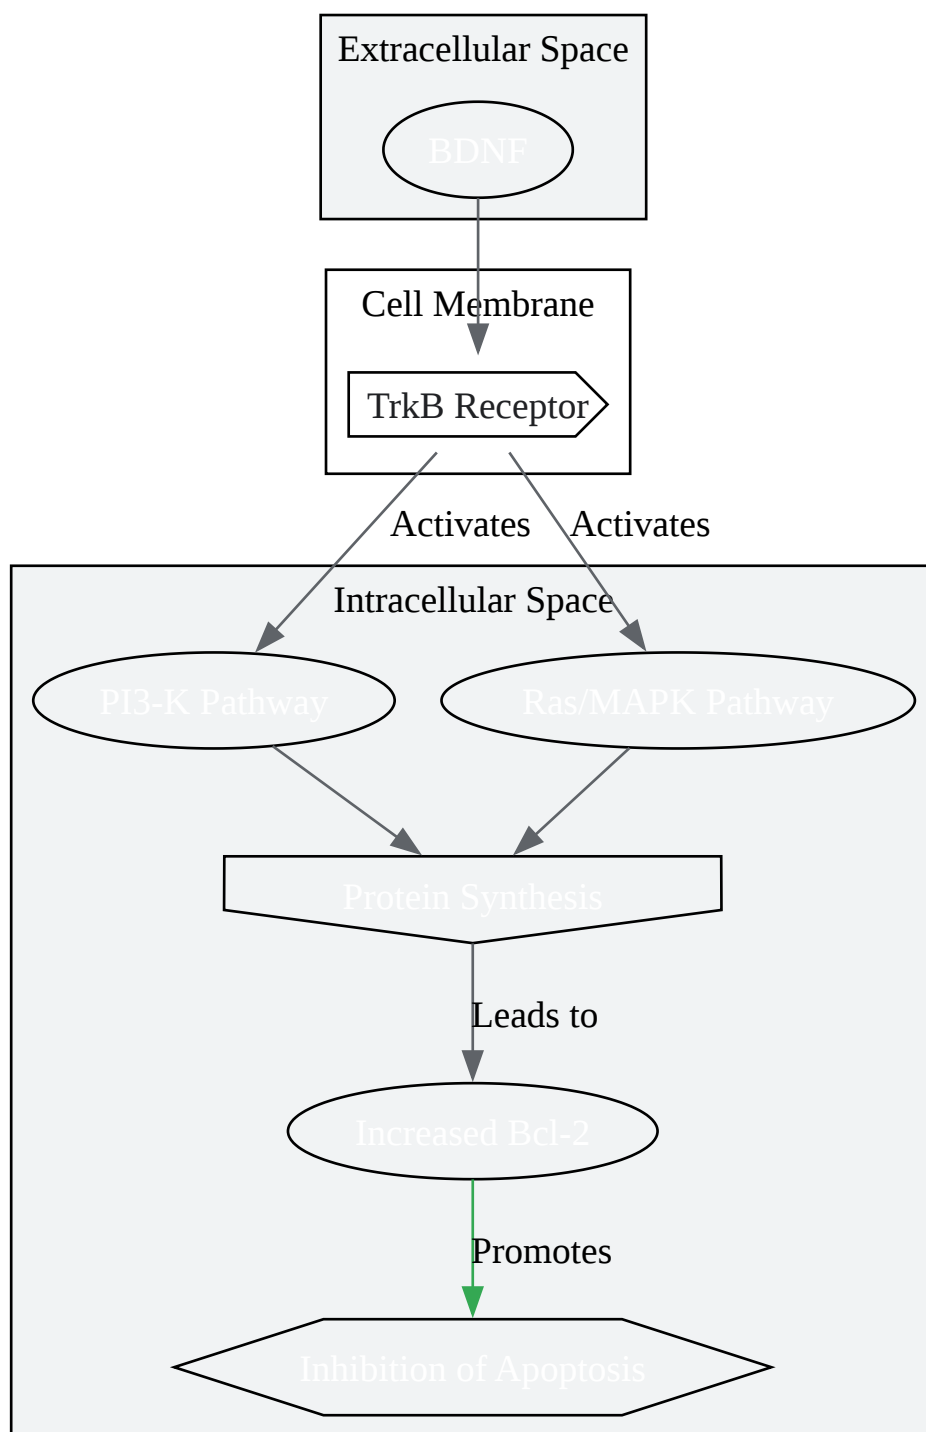 Extracellular Space
BDNF
Cell Membrane
TrkB Receptor
Activates
Activates
Intracellular Space
PI3-K Pathway
Ras/MAPK Pathway
Protein Synthesis
Leads to
Increased Bcl-2
Promotes
Inhibition of Apoptosis